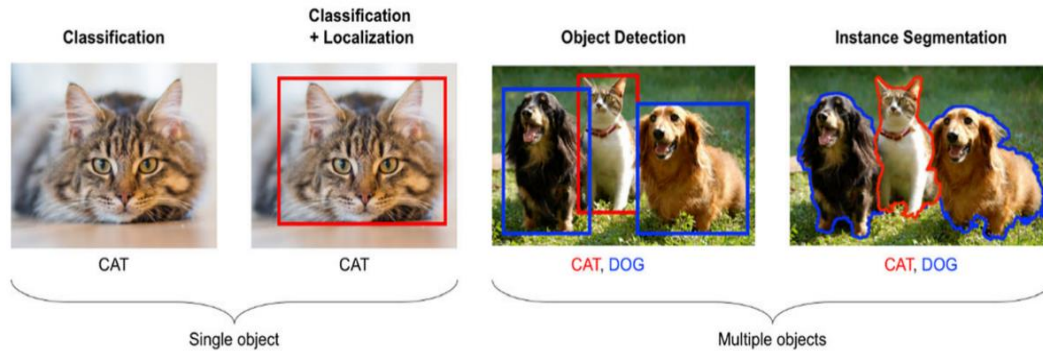 Classification
Classification
+ Localization
Object Detection
Instance Segmentation
CAT
CAT
CAT, DOG
CAT, DOG
Single object
Multiple objects